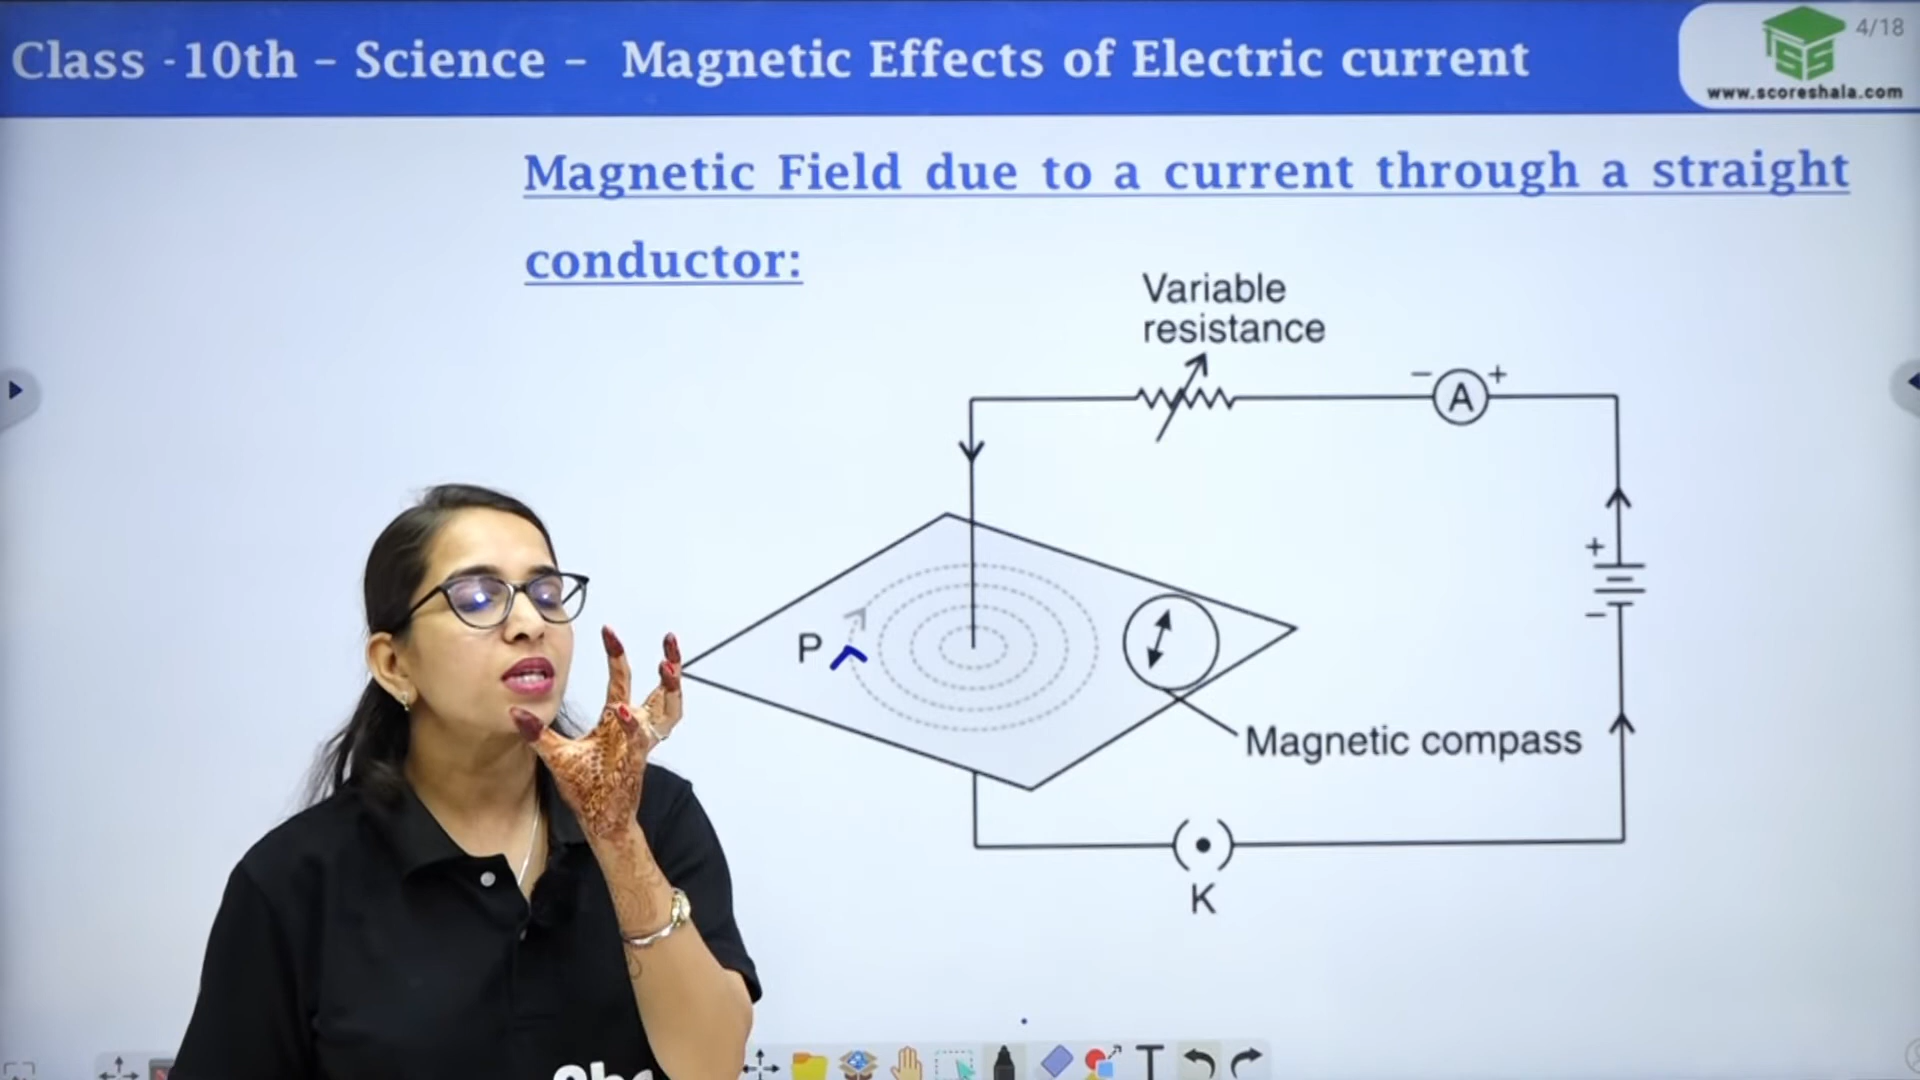 Class -10th – Science – Magnetic Effects of Electric current
4/18
www.scoreshala.com
Magnetic Field due to a current through a straight
conductor:
Variable
resistance
− A +
+
−
P
Magnetic compass
K
T